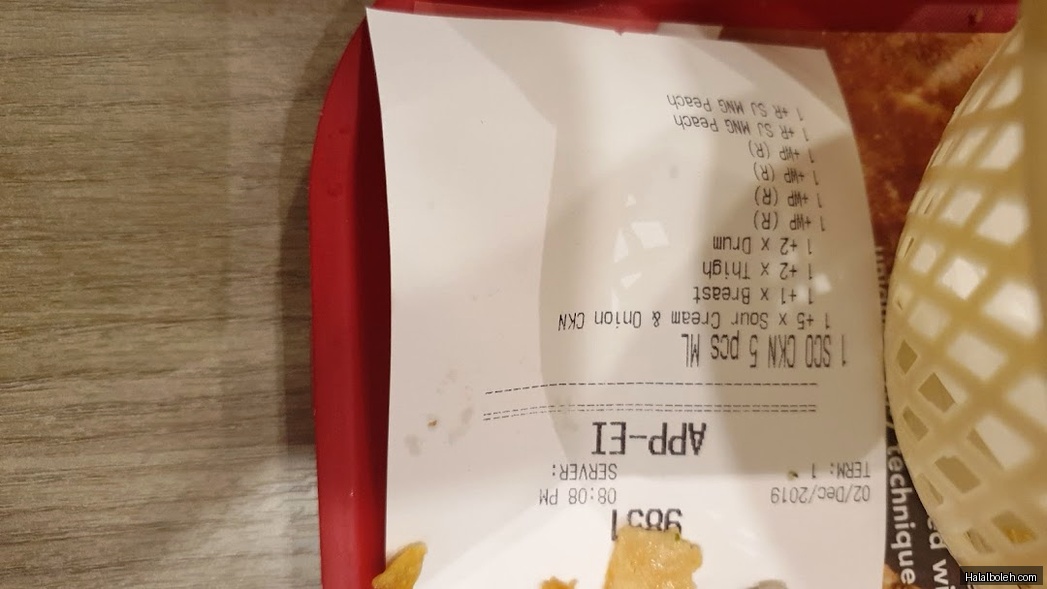 02/Dec/2019 08:08 PM
TERM: 1 SERVER:
APP-EI
1 SCO CKN 5 pcs ML
1 +5 x Sour Cream & Onion CKN
1 +1 x Breast
1 +2 x Thigh
1 +2 x Drum
1 +WP (R)
1 +WP (R)
1 +WP (R)
1 +WP (R)
1 +R SJ MNG Peach
1 +R SJ MNG Peach
technique
Halalboleh.com